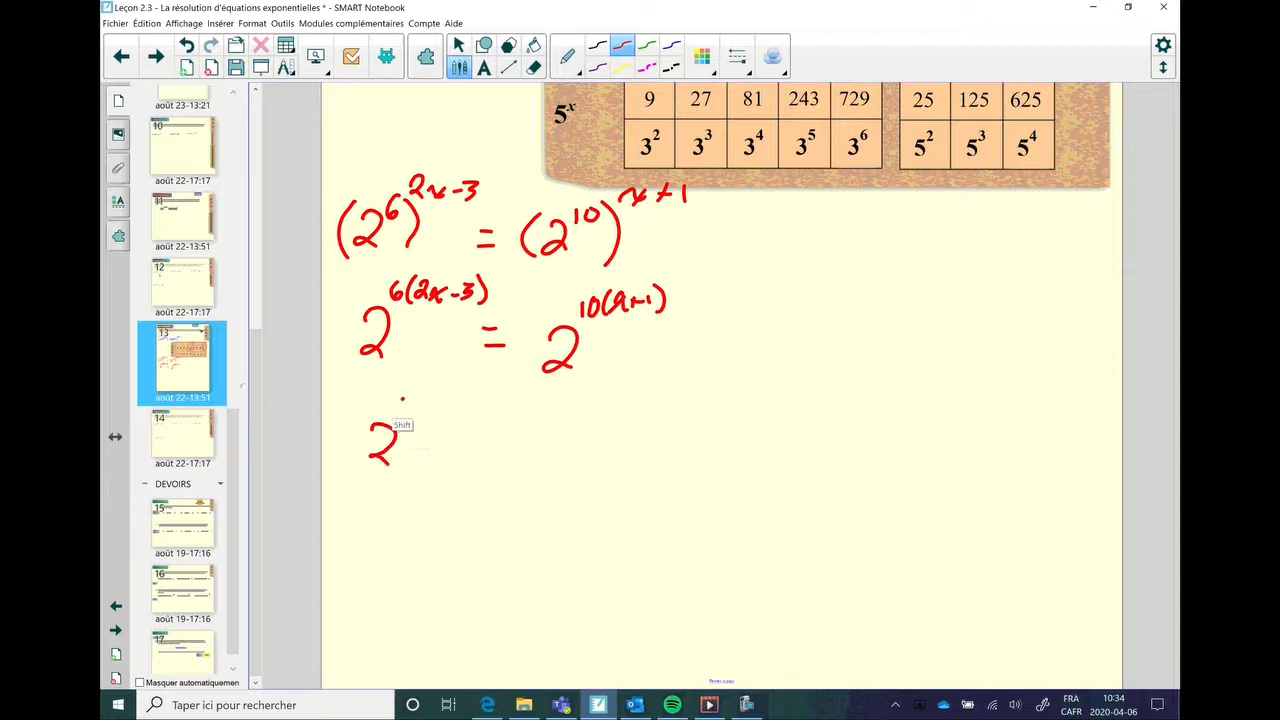 Leçon 2.3 - La résolution d'équations exponentielles * - SMART Notebook
Fichier Édition Affichage Insérer Format Outils Modules complémentaires Compte Aide
août 23-13:21
10
août 22-17:17
11
août 22-13:51
12
août 22-17:17
13
août 22-13:51
14
août 22-17:17
DEVOIRS
15
août 19-17:16
16
août 19-17:16
17
Masquer automatiquemen
5^x
9 27 81 243 729 25 125 625
3^2 3^3 3^4 3^5 3^6 5^2 5^3 5^4
(2^6)^{2x-3} = (2^{10})^{x+1}
2^{6(2x-3)} = 2^{10(x+1)}
2
Shift
Taper ici pour rechercher
FRA 10:34
CAFR 2020-04-06